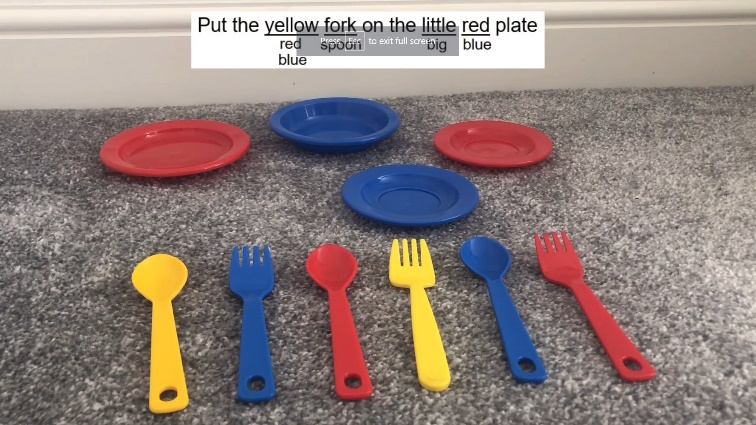 Put the yellow fork on the little red plate
red spoon big blue
Press Esc to exit full screen
blue